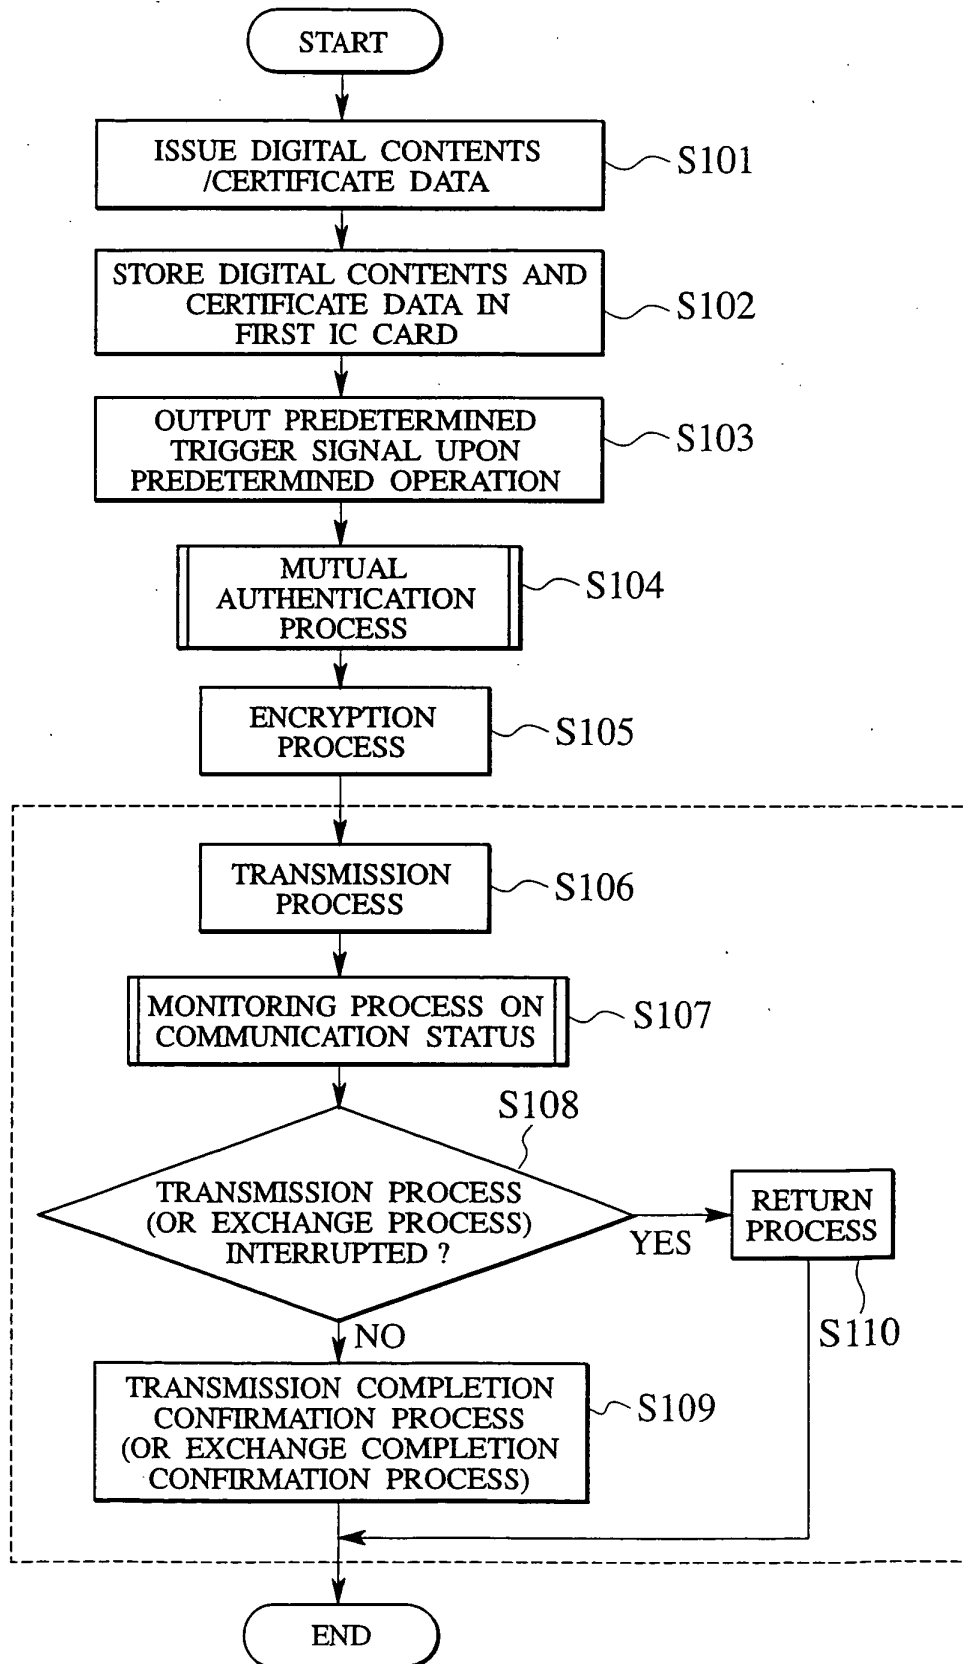 START
ISSUE DIGITAL CONTENTS
/CERTIFICATE DATA
S101
STORE DIGITAL CONTENTS AND
CERTIFICATE DATA IN
FIRST IC CARD
S102
OUTPUT PREDETERMINED
TRIGGER SIGNAL UPON
PREDETERMINED OPERATION
S103
MUTUAL
AUTHENTICATION
PROCESS
S104
ENCRYPTION
PROCESS
S105
TRANSMISSION
PROCESS
S106
MONITORING PROCESS ON
COMMUNICATION STATUS
S107
S108
TRANSMISSION PROCESS
(OR EXCHANGE PROCESS)
INTERRUPTED ?
YES
RETURN
PROCESS
S110
NO
TRANSMISSION COMPLETION
CONFIRMATION PROCESS
(OR EXCHANGE COMPLETION
CONFIRMATION PROCESS)
S109
END